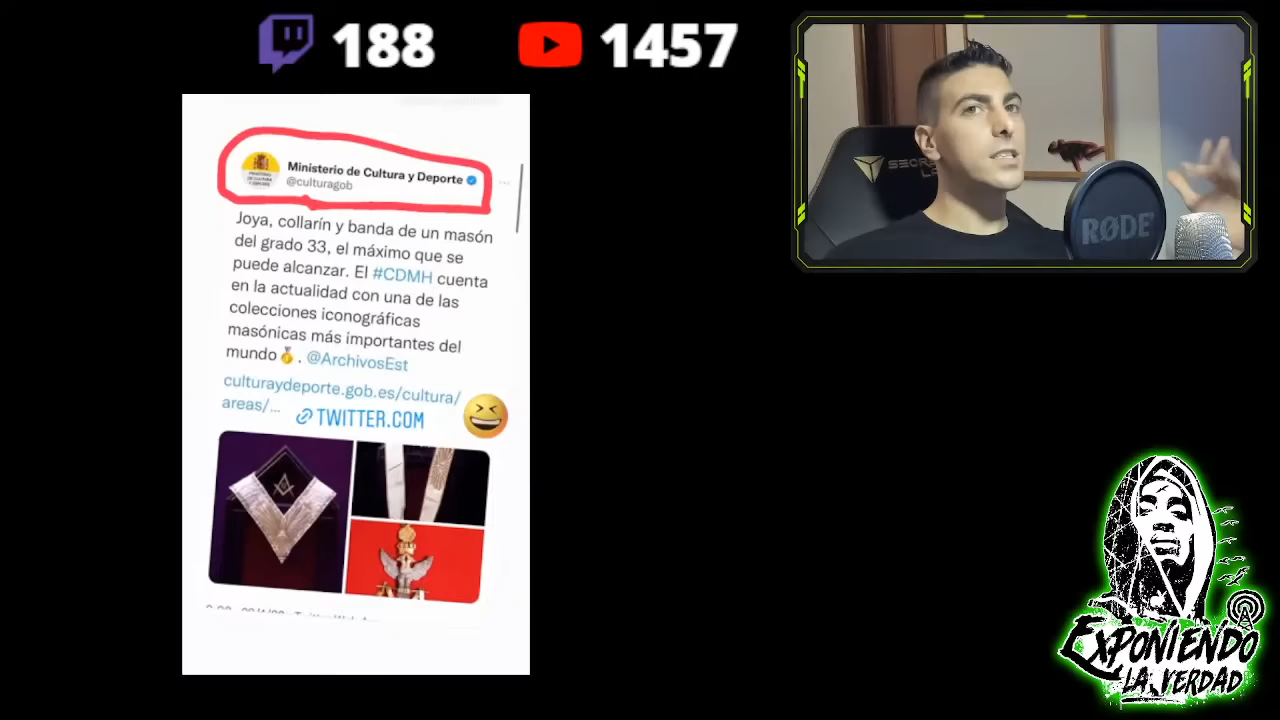 188
1457
Ministerio de Cultura y Deporte
@culturagob
Joya, collarín y banda de un masón
del grado 33, el máximo que se
puede alcanzar. El #CDMH cuenta
en la actualidad con una de las
colecciones iconográficas
masónicas más importantes del
mundo🥇. @ArchivosEst
culturaydeporte.gob.es/cultura/
areas/...
TWITTER.COM
RØDE
EXPONIENDO
LA VERDAD